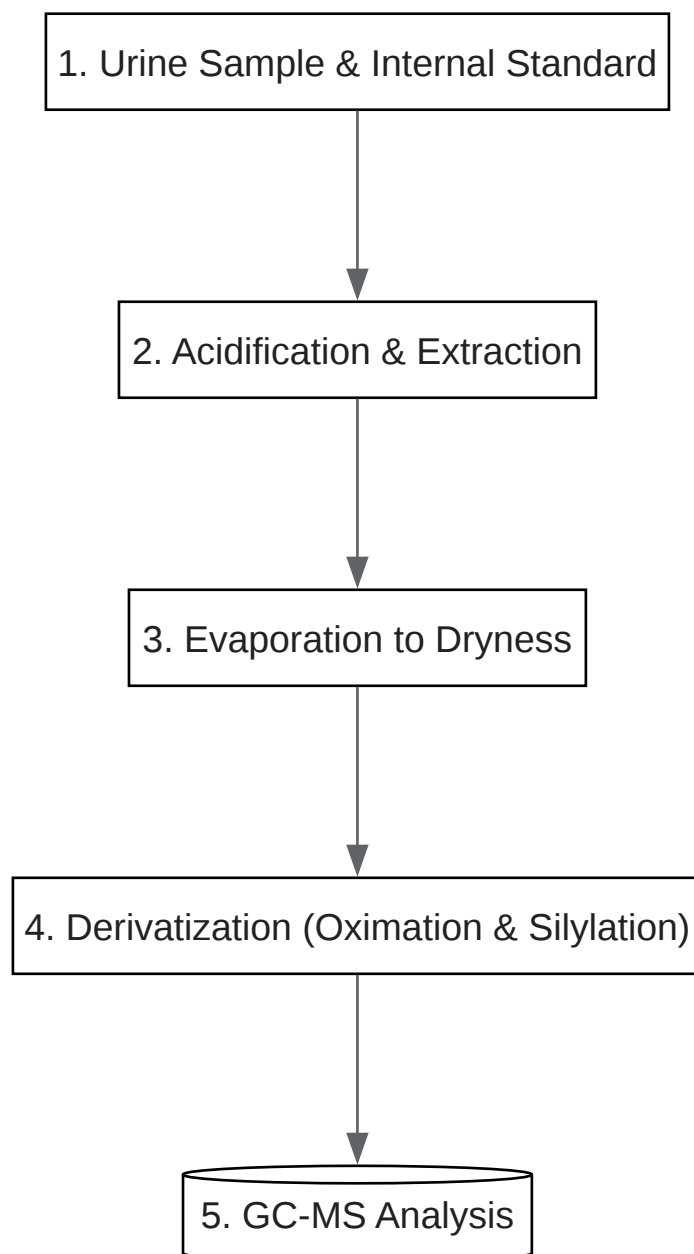 1. Urine Sample & Internal Standard
2. Acidification & Extraction
3. Evaporation to Dryness
4. Derivatization (Oximation & Silylation)
5. GC-MS Analysis